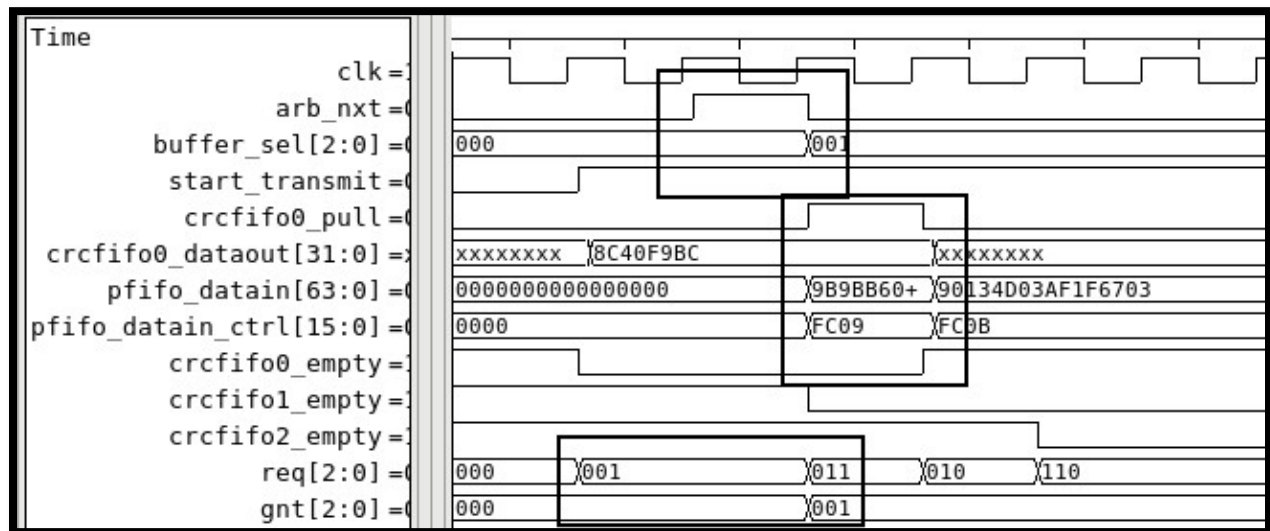 Time
clk
arb_nxt 000
buffer_sel[2:0] 000 001
start_transmit
crcfifo0_pull
crcfifo0_dataout[31:0] xxxxxxxx 8C40F9BC xxxxxxxx
pfifo_datain[63:0] 0000000000000000 9B9BB60+ 90134D03AF1F6703
pfifo_datain_ctrl[15:0] 0000 FC09 FC0B
crcfifo0_empty
crcfifo1_empty
crcfifo2_empty
req[2:0] 000 001 011 010 110
gnt[2:0] 000 001